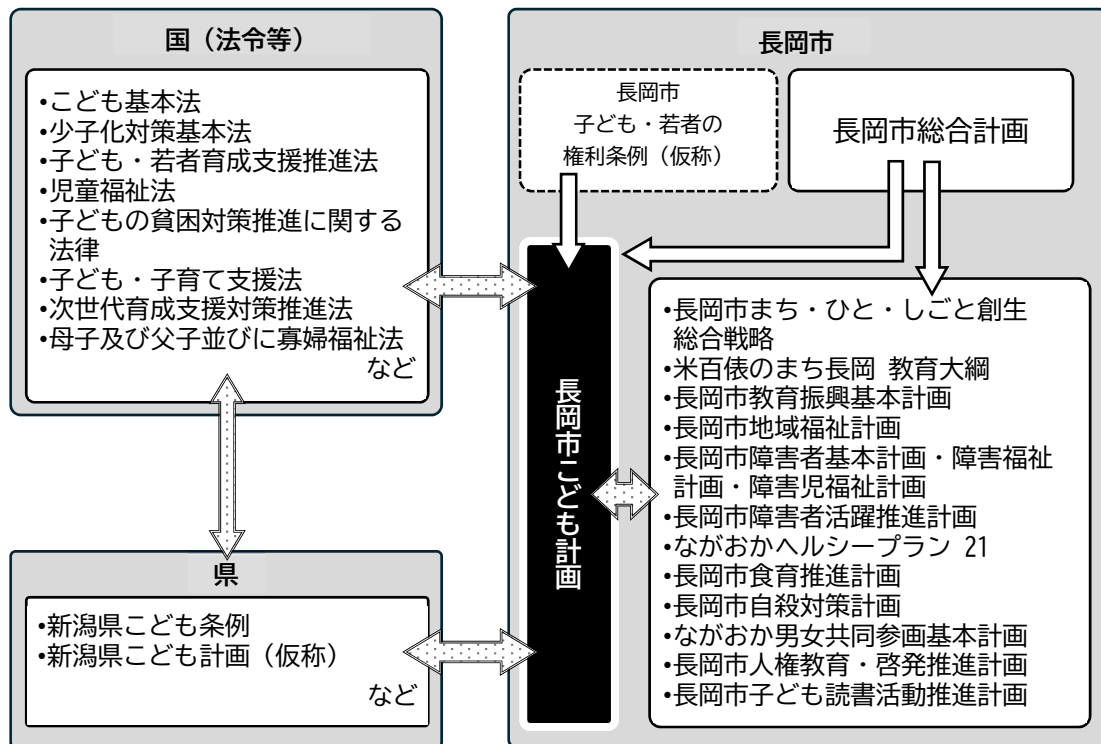 国（法令等）
•こども基本法
•少子化対策基本法
•子ども・若者育成支援推進法
•児童福祉法
•子どもの貧困対策推進に関する
法律
•子ども・子育て支援法
•次世代育成支援対策推進法
•母子及び父子並びに寡婦福祉法
など
県
•新潟県こども条例
•新潟県こども計画（仮称）
など
長岡市
長岡市
子ども・若者の
権利条例（仮称）
長岡市総合計画
長岡市こども計画
•長岡市まち・ひと・しごと創生
総合戦略
•米百俵のまち長岡 教育大綱
•長岡市教育振興基本計画
•長岡市地域福祉計画
•長岡市障害者基本計画・障害福祉
計画・障害児福祉計画
•長岡市障害者活躍推進計画
•ながおかヘルシープラン 21
•長岡市食育推進計画
•長岡市自殺対策計画
•ながおか男女共同参画基本計画
•長岡市人権教育・啓発推進計画
•長岡市子ども読書活動推進計画